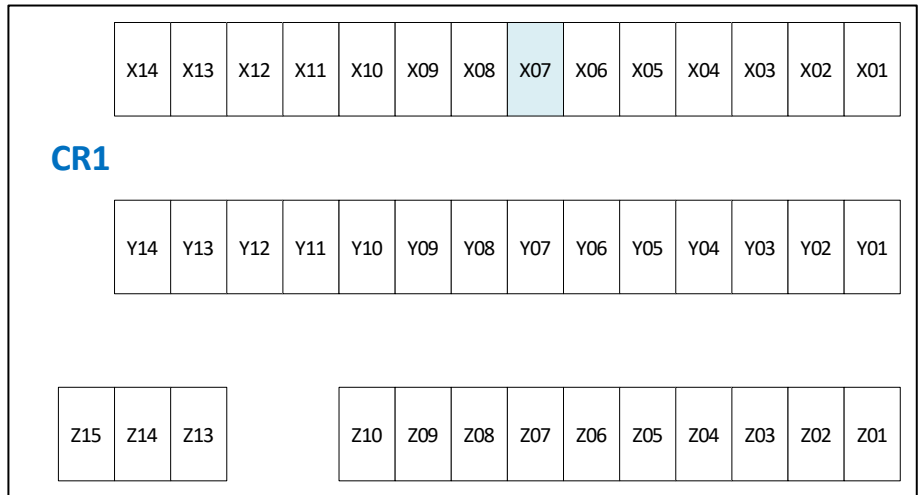 X14 X13 X12 X11 X10 X09 X08 X07 X06 X05 X04 X03 X02 X01
CR1
Y14 Y13 Y12 Y11 Y10 Y09 Y08 Y07 Y06 Y05 Y04 Y03 Y02 Y01
Z15 Z14 Z13 Z10 Z09 Z08 Z07 Z06 Z05 Z04 Z03 Z02 Z01